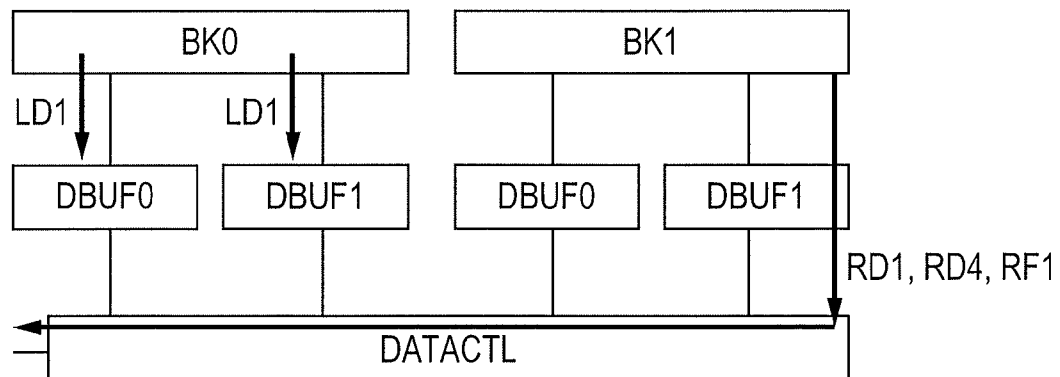 BK0
BK1
LD1
LD1
DBUF0
DBUF1
DBUF0
DBUF1
RD1, RD4, RF1
DATACTL